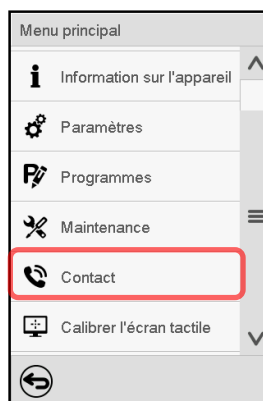 Menu principal
Information sur l'appareil
Paramètres
Programmes
Maintenance
Contact
Calibrer l'écran tactile